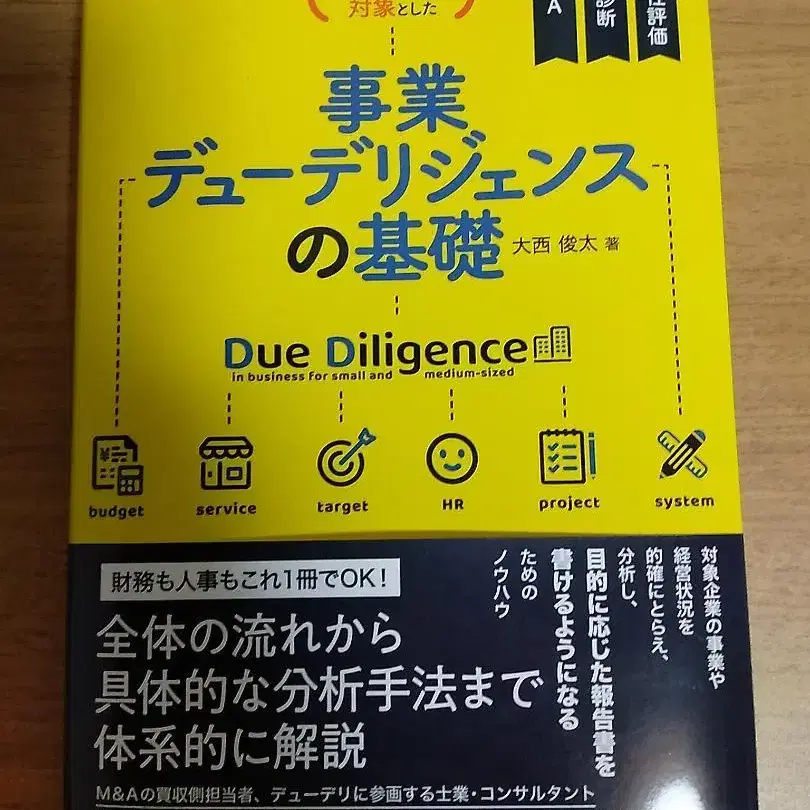 対象とした
A
診断
性評価
事業
デューデリジェンス
の基礎
大西 俊太 著
Due Diligence
in business for small and medium-sized
budget
service
target
HR
project
system
財務も人事もこれ1冊でOK!
全体の流れから
具体的な分析手法まで
体系的に解説
対象企業の事業や
経営状況を
的確にとらえ、
分析し、
目的に応じた報告書を
書けるようになる
ための
ノウハウ
M&Aの買収側担当者、デューデリに参画する士業・コンサルタント